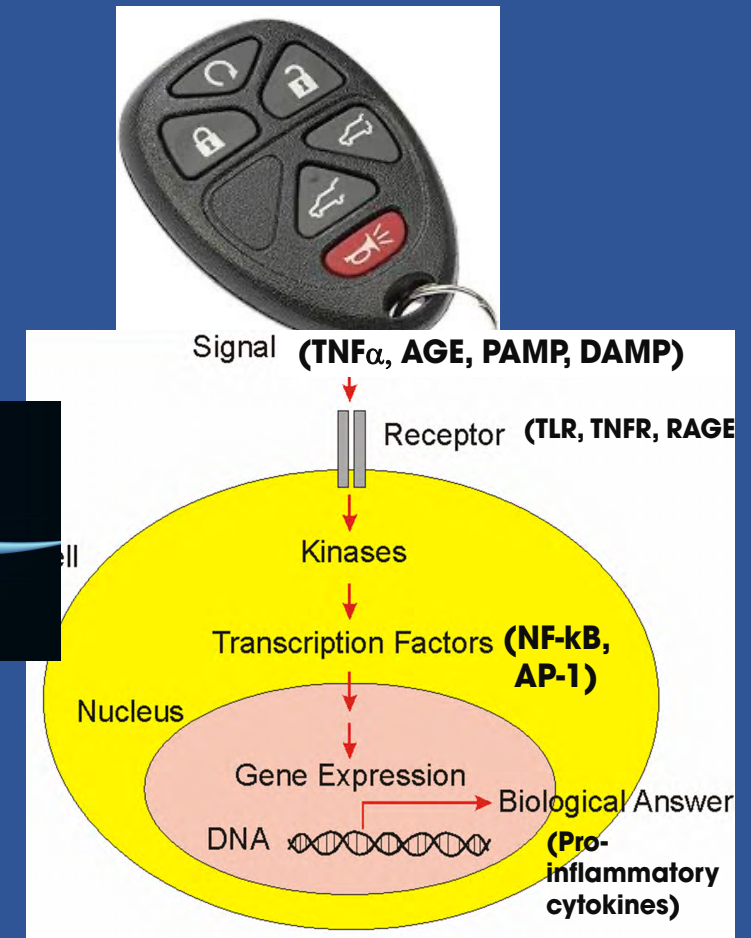 Signal (TNFα, AGE, PAMP, DAMP)
Receptor (TLR, TNFR, RAGE
ell
Kinases
Transcription Factors (NF-kB,
AP-1)
Nucleus
Gene Expression
Biological Answer
DNA
(Pro-
inflammatory
cytokines)